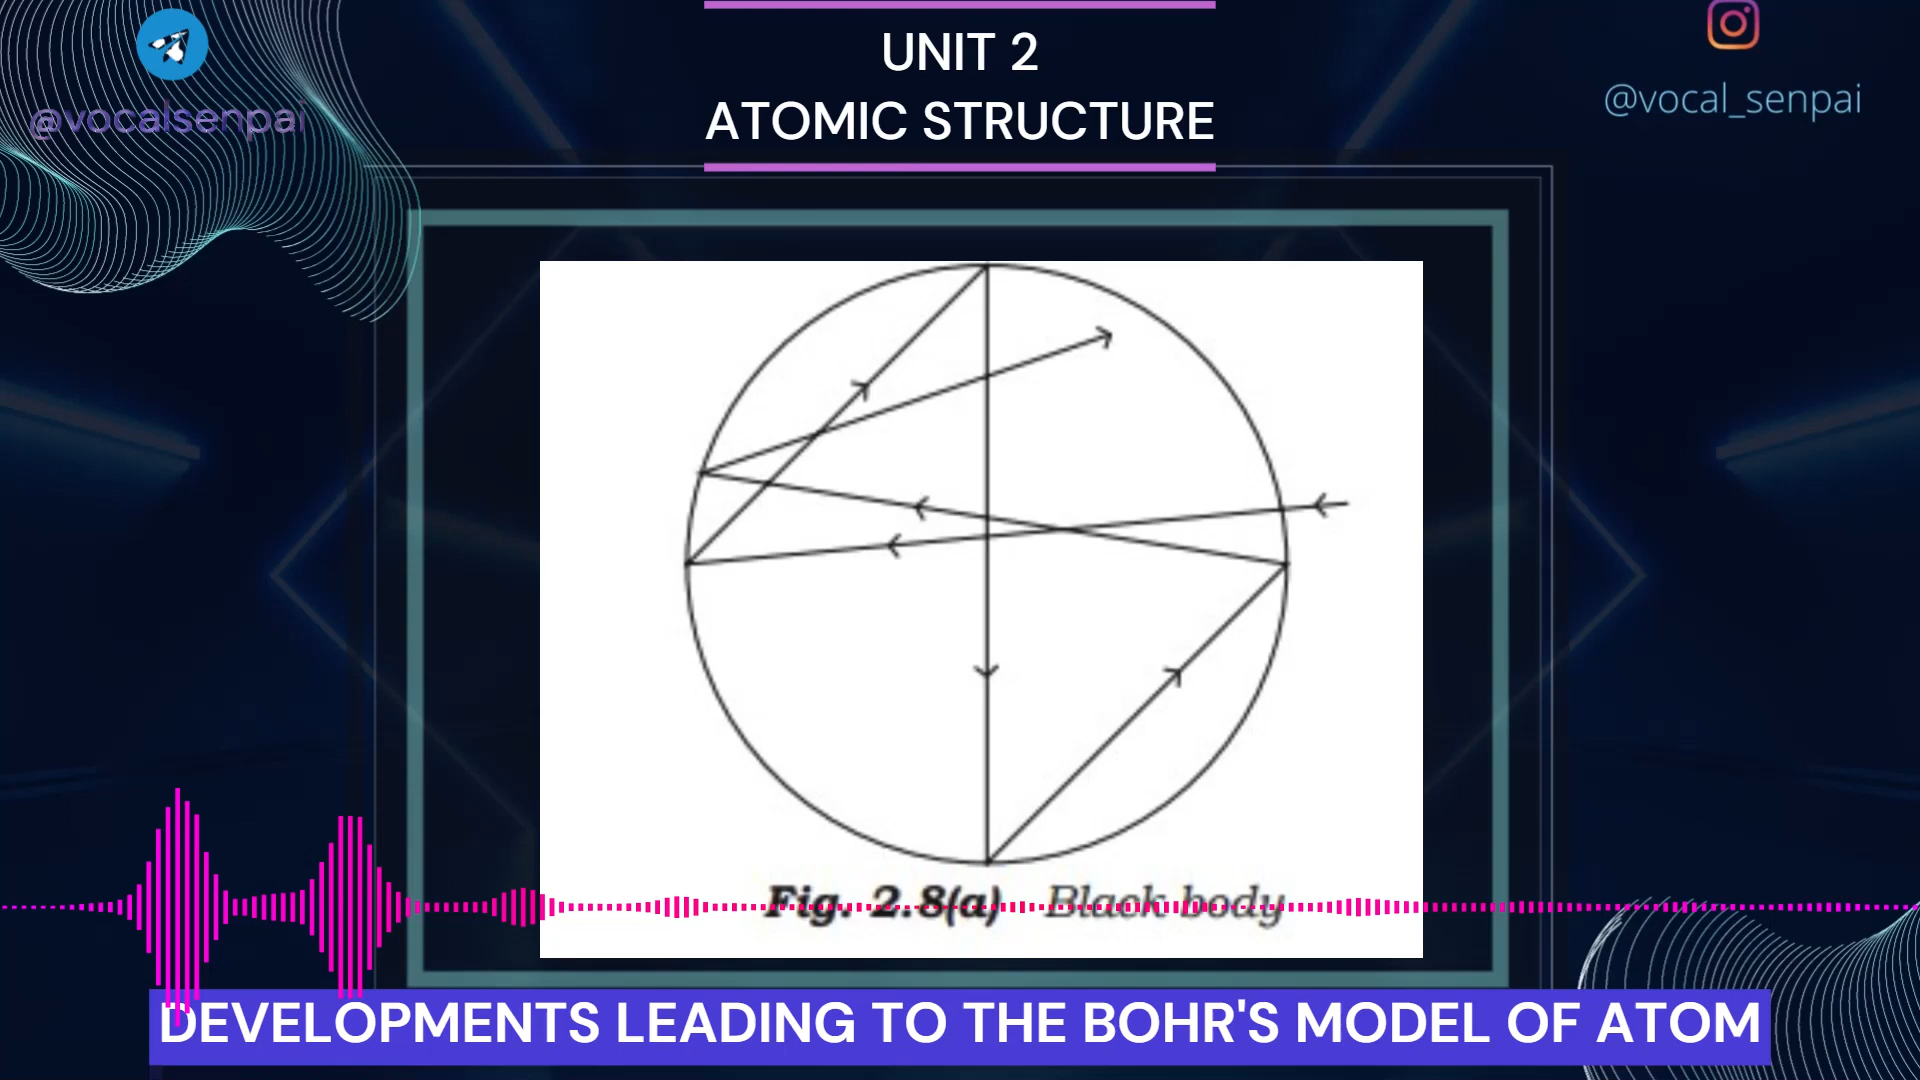 UNIT 2
ATOMIC STRUCTURE
@vocalsenpai
@vocal_senpai
Fig. 2.8(a) Black body
DEVELOPMENTS LEADING TO THE BOHR'S MODEL OF ATOM